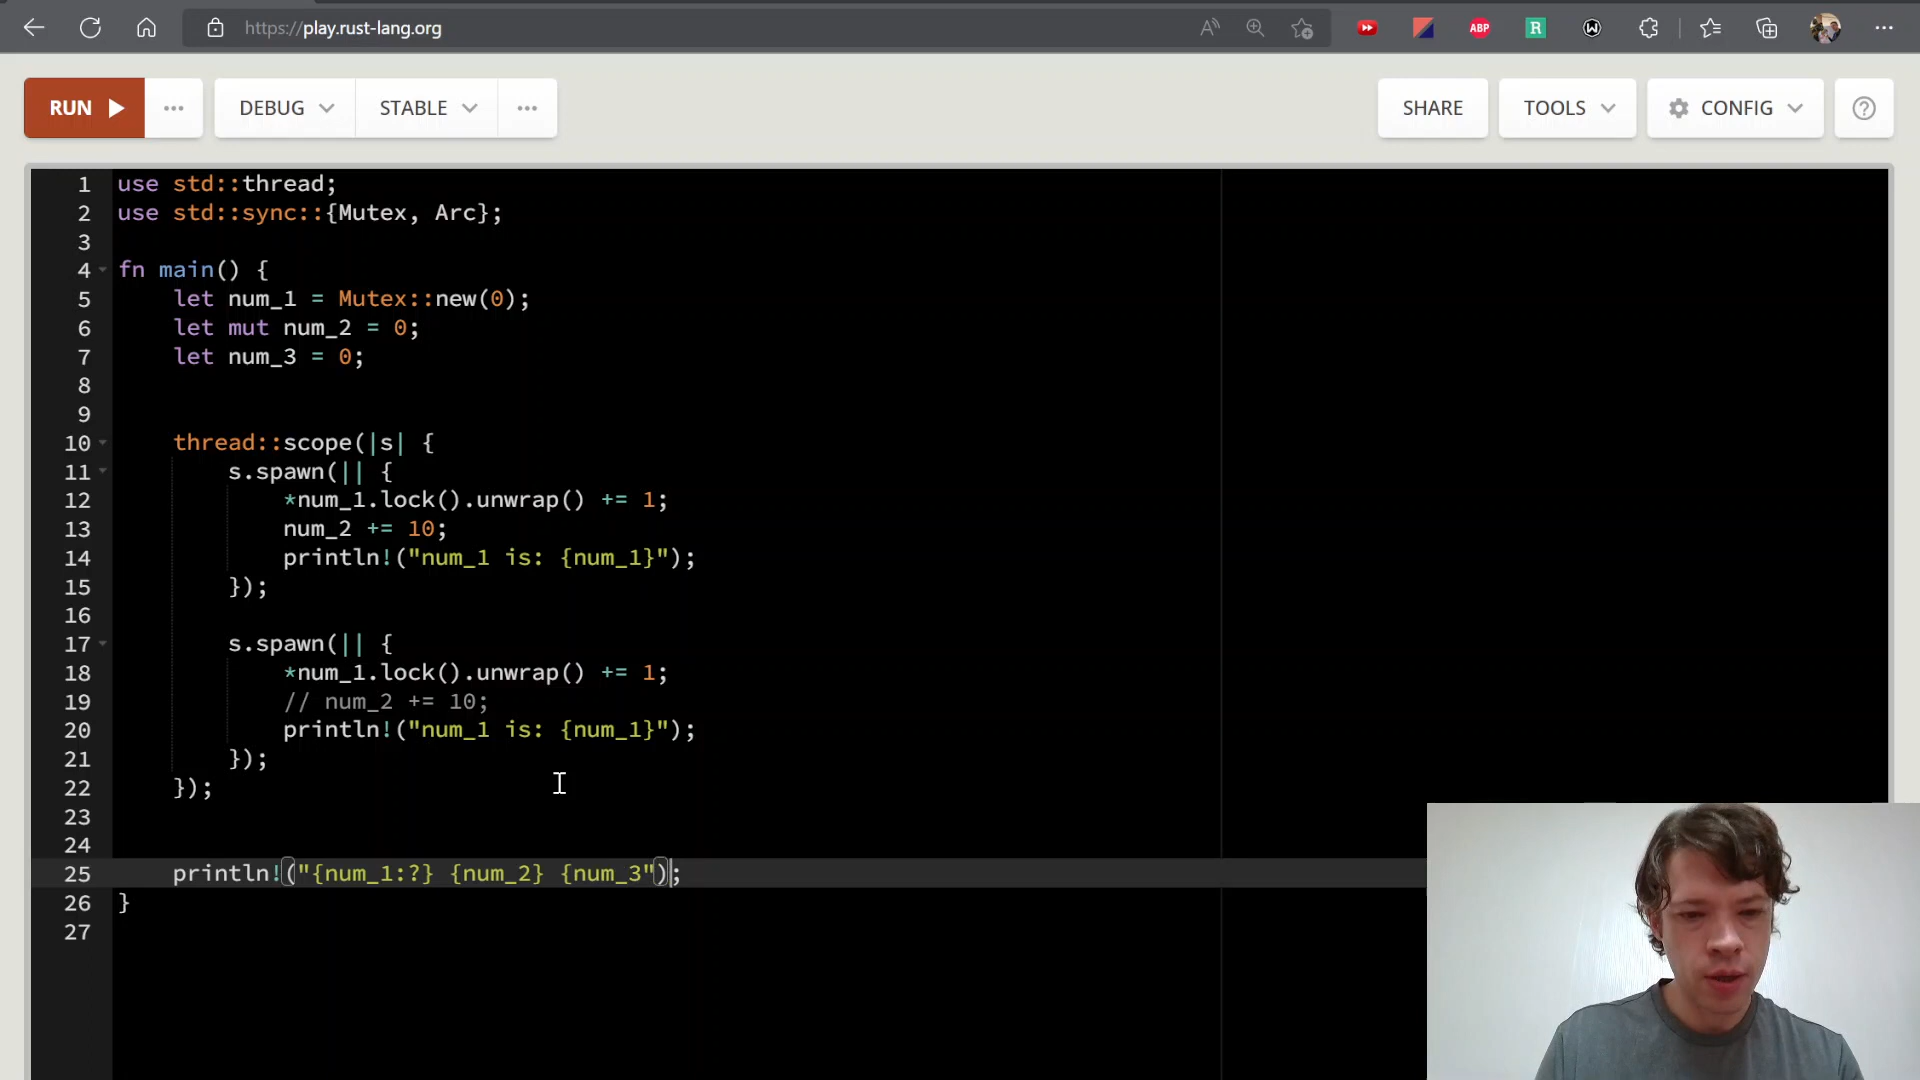 https://play.rust-lang.org
ABP
R
RUN
DEBUG
STABLE
SHARE
TOOLS
CONFIG
1 use std::thread;
2 use std::sync::{Mutex, Arc};
3
4 fn main() {
5 let num_1 = Mutex::new(0);
6 let mut num_2 = 0;
7 let num_3 = 0;
8
9
10 thread::scope(|s| {
11 s.spawn(|| {
12 *num_1.lock().unwrap() += 1;
13 num_2 += 10;
14 println!("num_1 is: {num_1}");
15 });
16
17 s.spawn(|| {
18 *num_1.lock().unwrap() += 1;
19 // num_2 += 10;
20 println!("num_1 is: {num_1}");
21 });
22 });
23
24
25 println!("{num_1:?} {num_2} {num_3");
26 }
27